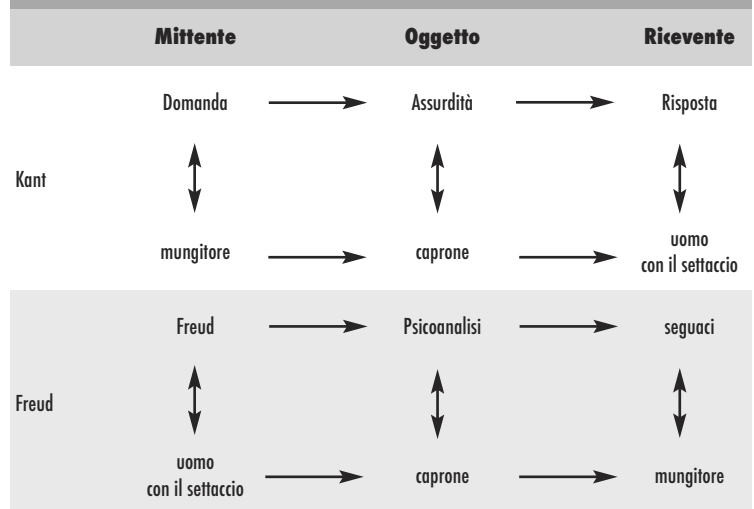 Mittente Oggetto Ricevente
Domanda Assurdità Risposta
Kant
mungitore caprone uomo
con il settaccio
Freud Psicoanalisi seguaci
Freud
uomo
con il settaccio caprone mungitore